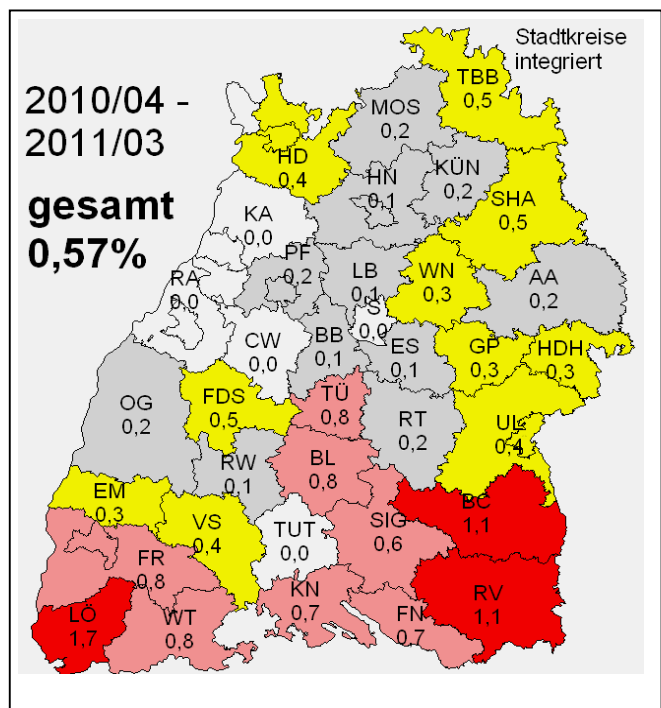 Stadtkreise
integriert
2010/04 -
2011/03
gesamt
0,57%
TBB
0,5
MOS
0,2
HD
0,4
HN
0,1
KÜN
0,2
SHA
0,5
KA
0,0
PF
0,2
LB
0,1
WN
0,3
AA
0,2
RA
0,0
S
0,0
CW
0,0
BB
0,1
ES
0,1
GP
0,3
HDH
0,3
OG
0,2
FDS
0,5
TÜ
0,8
RT
0,2
UL
0,4
RW
0,1
BL
0,8
EM
0,3
VS
0,4
TUT
0,0
SIG
0,6
BC
1,1
FR
0,8
LÖ
1,7
WT
0,8
KN
0,7
FN
0,7
RV
1,1